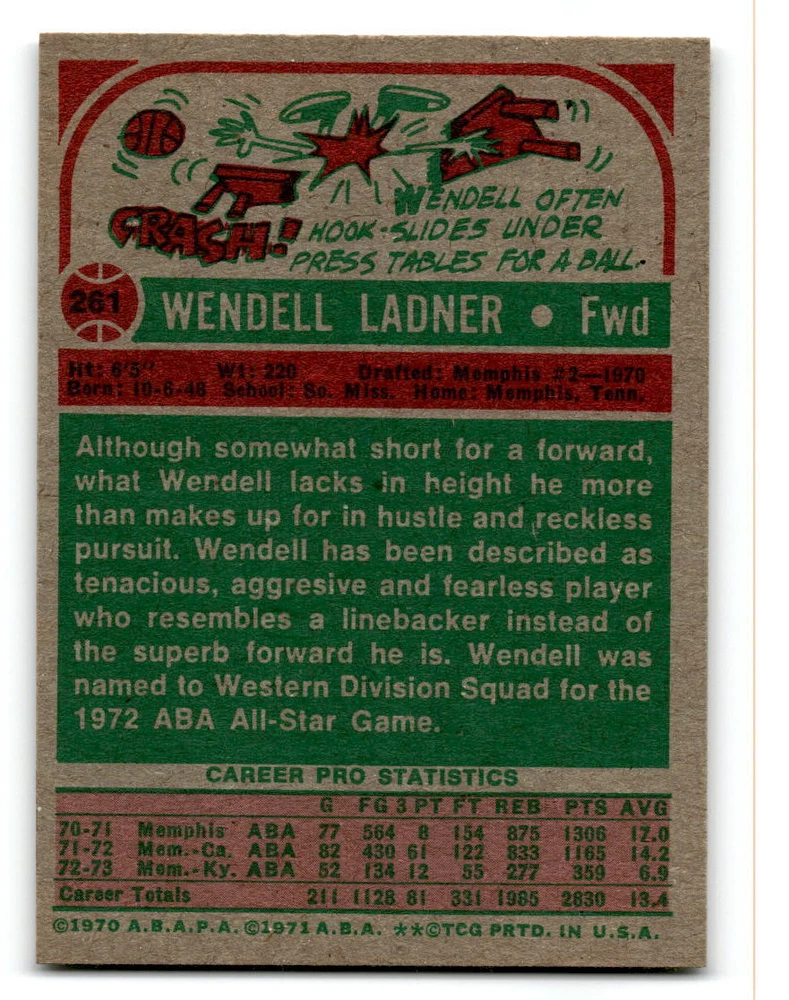 WENDELL OFTEN
CRASH! HOOK-SLIDES UNDER
PRESS TABLES FOR A BALL.
261 WENDELL LADNER • Fwd
Ht: 6'5" Wt: 220 Drafted: Memphis #2—1970
Born: 10-6-48 School: So. Miss. Home: Memphis, Tenn.
Although somewhat short for a forward,
what Wendell lacks in height he more
than makes up for in hustle and reckless
pursuit. Wendell has been described as
tenacious, aggresive and fearless player
who resembles a linebacker instead of
the superb forward he is. Wendell was
named to Western Division Squad for the
1972 ABA All-Star Game.
CAREER PRO STATISTICS
G FG 3 PT FT REB PTS AVG
70-71 Memphis ABA 77 564 8 154 875 1306 17.0
71-72 Mem.-Ca. ABA 82 430 61 122 833 1165 14.2
72-73 Mem.-Ky. ABA 52 134 12 55 277 359 6.9
Career Totals 211 1128 81 331 1985 2830 13.4
©1970 A.B.A.P.A. ©1971 A.B.A. **©TCG PRTD. IN U.S.A.